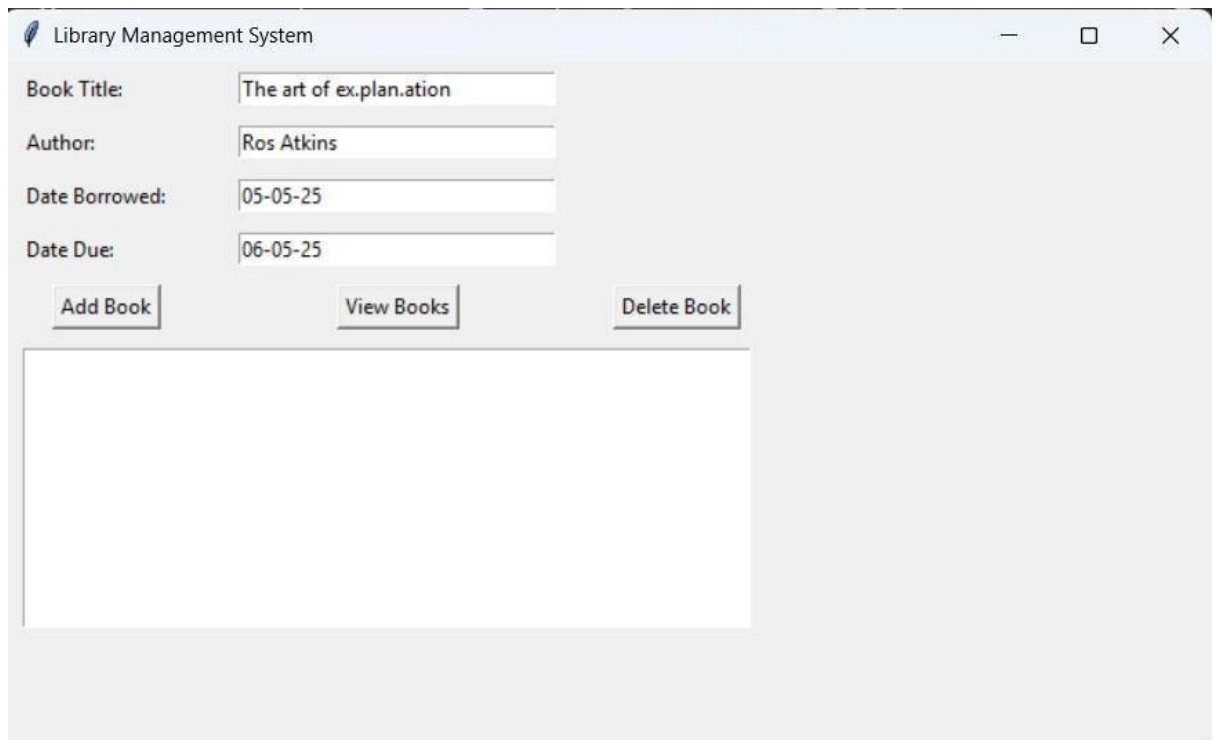 Library Management System
Book Title: The art of ex.plan.ation
Author: Ros Atkins
Date Borrowed: 05-05-25
Date Due: 06-05-25
Add Book View Books Delete Book